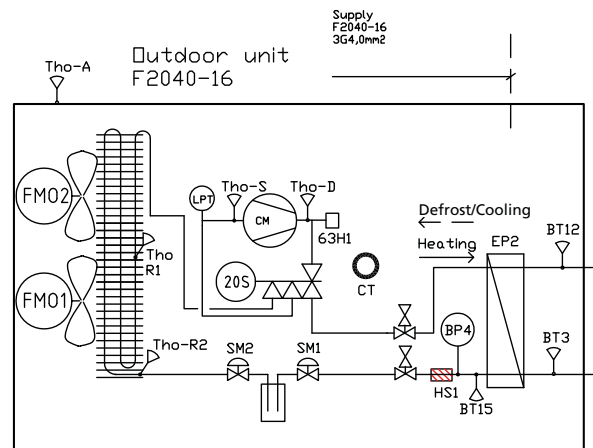 Supply
F2040-16
3G4,0mm2
Outdoor unit
F2040-16
Tho-A
FM02
LPT
Tho-S
Tho-D
CM
63H1
Defrost/Cooling
Heating
EP2
BT12
Tho
R1
20S
CT
FM01
BP4
Tho-R2
SM2
SM1
BT3
HS1
BT15